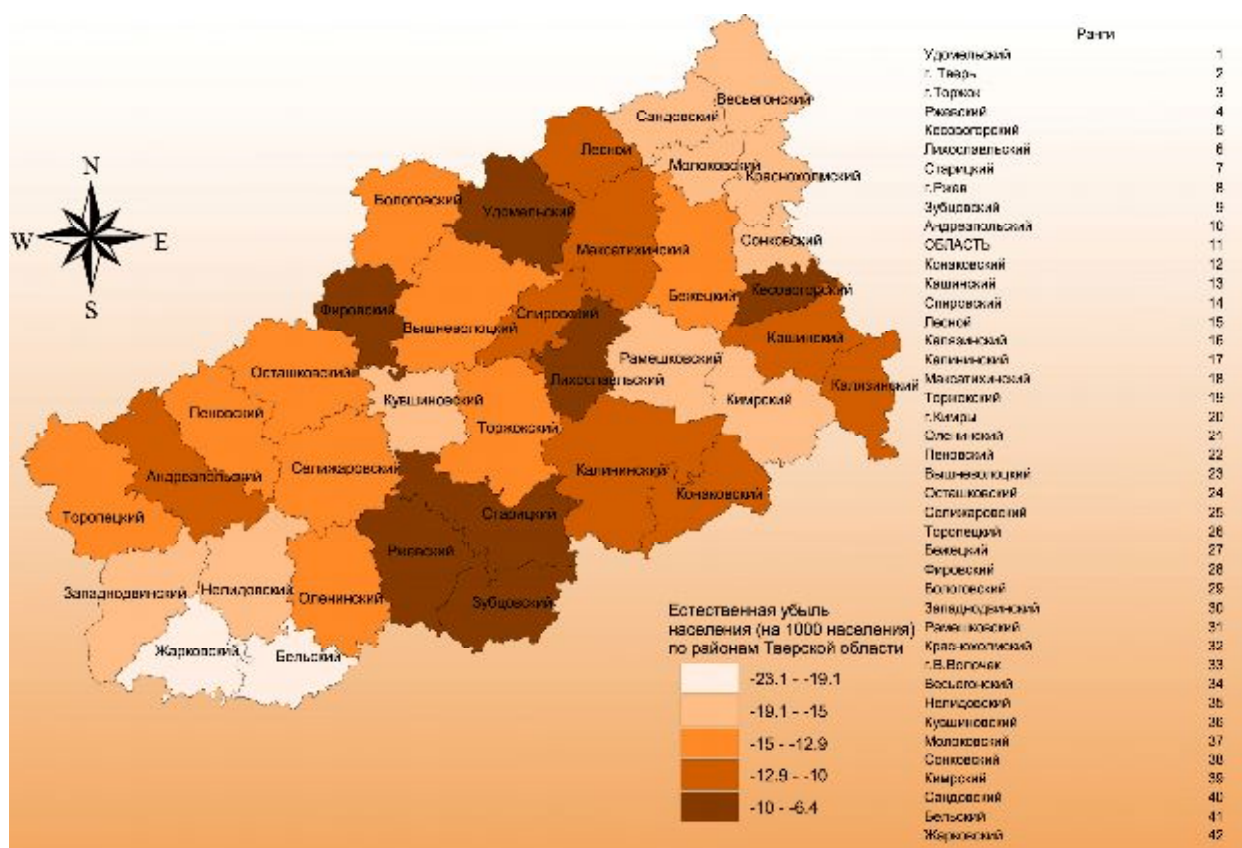 Ранги
Удомельский 1
г. Тверь 2
г.Торжок 3
Ржевский 4
Кесовогорский 5
Лихославльский 6
Старицкий 7
г.Ржев 8
Зубцовский 9
Андреапольский 10
ОБЛАСТЬ 11
Конаковский 12
Кашинский 13
Спировский 14
Лесной 15
Калязинский 16
Калининский 17
Максатихинский 18
Торжокский 19
г.Кимры 20
Оленинский 21
Пеновский 22
Вышневолоцкий 23
Осташковский 24
Селижаровский 25
Торопецкий 26
Бежецкий 27
Фировский 28
Бологовский 29
Западнодвинский 30
Рамешковский 31
Краснохолмский 32
г.В.Волочек 33
Весьегонский 34
Нелидовский 35
Кувшиновский 36
Молоковский 37
Сонковский 38
Кимрский 39
Сандовский 40
Бельский 41
Жарковский 42
N
W
E
S
Весьегонский
Сандовский
Лесной
Молоковский
Краснохолмский
Бологовский
Удомельский
Сонковский
Максатихинский
Кесовогорский
Бежецкий
Фировский
Спировский
Вышневолоцкий
Кашинский
Рамешковский
Осташковский
Лихославльский
Калязинский
Кувшиновский
Кимрский
Пеновский
Торжокский
Селижаровский
Калининский
Андреапольский
Конаковский
Старицкий
Торопецкий
Ржевский
Западнодвинский
Нелидовский
Оленинский
Зубцовский
Жарковский
Бельский
Естественная убыль
населения (на 1000 населения)
по районам Тверской области
-23.1 - -19.1
-19.1 - -15
-15 - -12.9
-12.9 - -10
-10 - -6.4